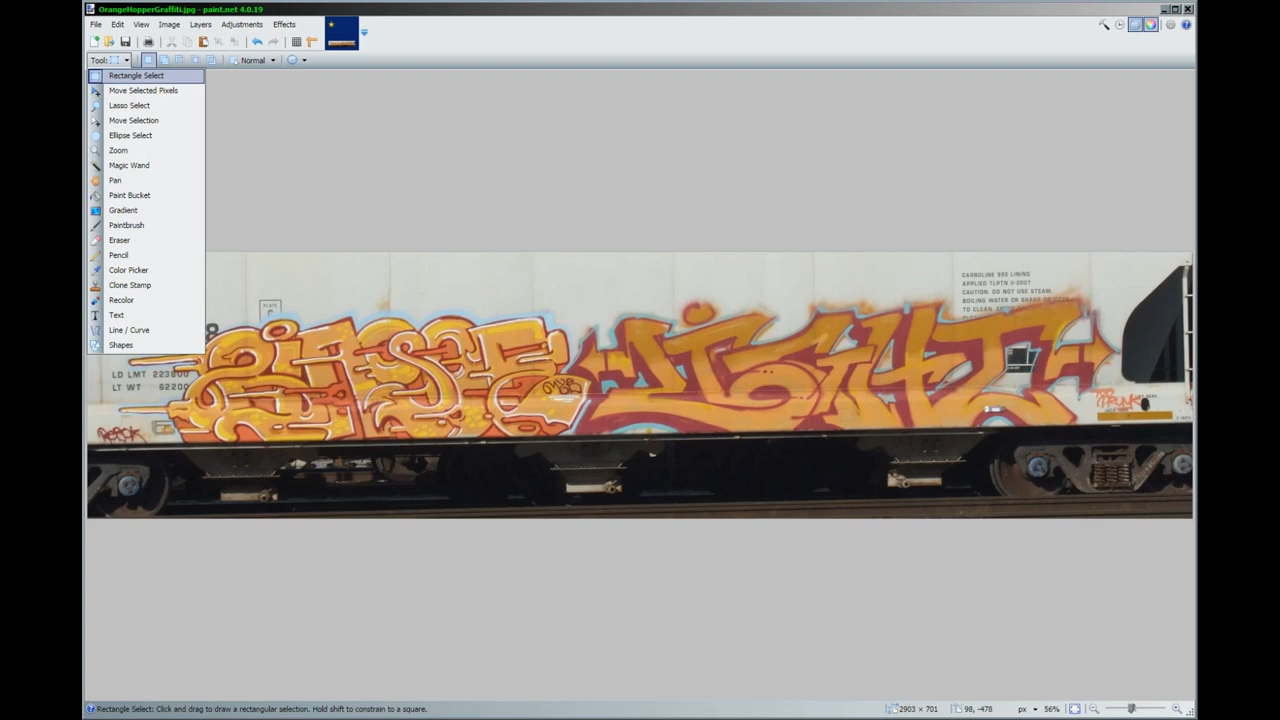 OrangeHopperGraffiti.jpg - paint.net 4.0.19
File Edit View Image Layers Adjustments Effects
Tool: Normal
Rectangle Select
Move Selected Pixels
Lasso Select
Move Selection
Ellipse Select
Zoom
Magic Wand
Pan
Paint Bucket
Gradient
Paintbrush
Eraser
Pencil
Color Picker
Clone Stamp
Recolor
Text
Line / Curve
Shapes
PLATE
C
8
CARBOLINE 992 LINING
APPLIED TLPTN 11-2007
CAUTION. DO NOT USE STEAM,
BOILING WATER OR SHARP OBJECTS
TO CLEAN.
LD LMT 223800
LT WT 62200
Rectangle Select: Click and drag to draw a rectangular selection. Hold shift to constrain to a square.
2903 × 701
98, -478
px
56%